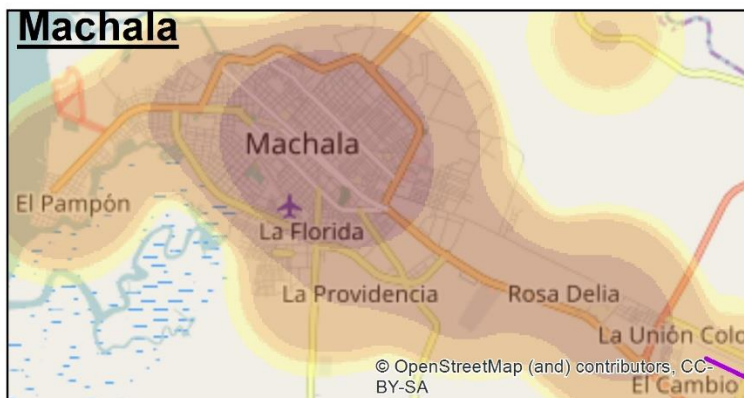 Machala
Machala
El Pampón
La Florida
La Providencia
Rosa Delia
La Unión Colo
© OpenStreetMap (and) contributors, CC-
BY-SA
El Cambio